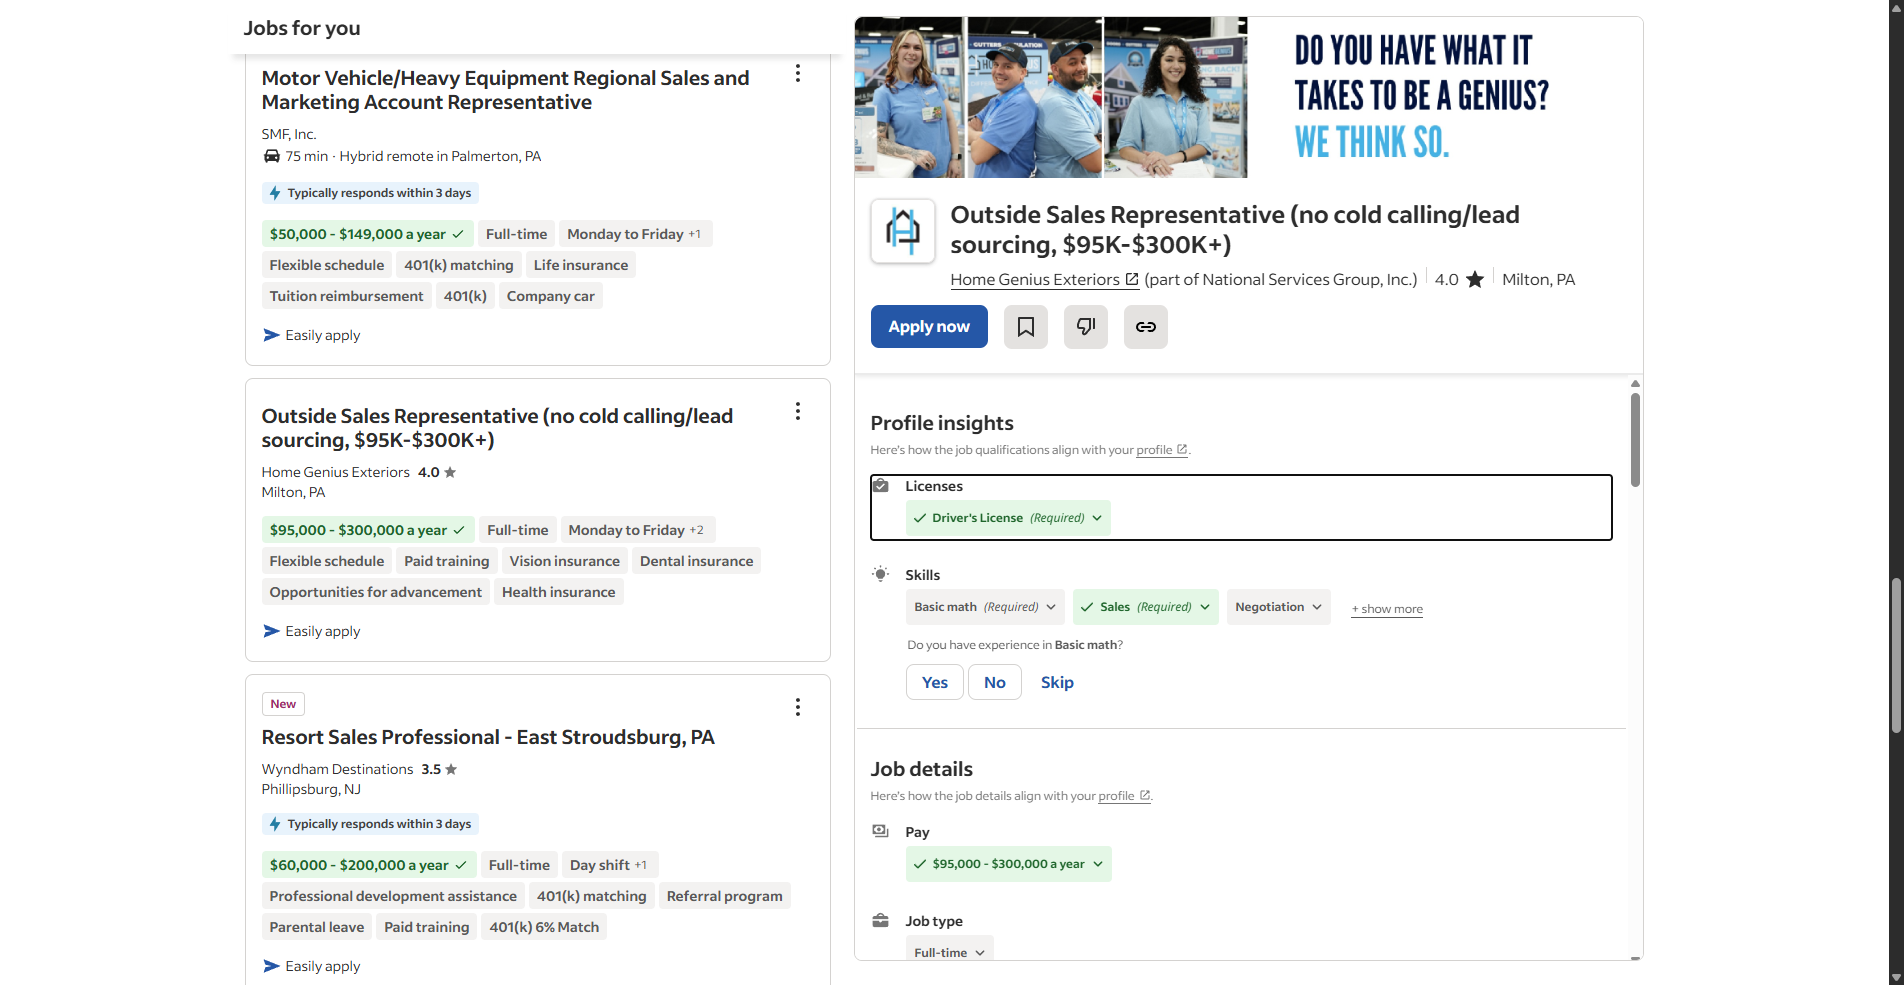 Jobs for you
Motor Vehicle/Heavy Equipment Regional Sales and
Marketing Account Representative
SMF, Inc.
75 min · Hybrid remote in Palmerton, PA
Typically responds within 3 days
$50,000 - $149,000 a year
Full-time
Monday to Friday +1
Flexible schedule
401(k) matching
Life insurance
Tuition reimbursement
401(k)
Company car
Easily apply
Outside Sales Representative (no cold calling/lead
sourcing, $95K-$300K+)
Home Genius Exteriors 4.0
Milton, PA
$95,000 - $300,000 a year
Full-time
Monday to Friday +2
Flexible schedule
Paid training
Vision insurance
Dental insurance
Opportunities for advancement
Health insurance
Easily apply
New
Resort Sales Professional - East Stroudsburg, PA
Wyndham Destinations 3.5
Phillipsburg, NJ
Typically responds within 3 days
$60,000 - $200,000 a year
Full-time
Day shift +1
Professional development assistance
401(k) matching
Referral program
Parental leave
Paid training
401(k) 6% Match
Easily apply
DO YOU HAVE WHAT IT
TAKES TO BE A GENIUS?
WE THINK SO.
Outside Sales Representative (no cold calling/lead
sourcing, $95K-$300K+)
Home Genius Exteriors (part of National Services Group, Inc.) 4.0 Milton, PA
Apply now
Profile insights
Here's how the job qualifications align with your profile.
Licenses
Driver's License (Required)
Skills
Basic math (Required)
Sales (Required)
Negotiation
+ show more
Do you have experience in Basic math?
Yes
No
Skip
Job details
Here's how the job details align with your profile.
Pay
$95,000 - $300,000 a year
Job type
Full-time